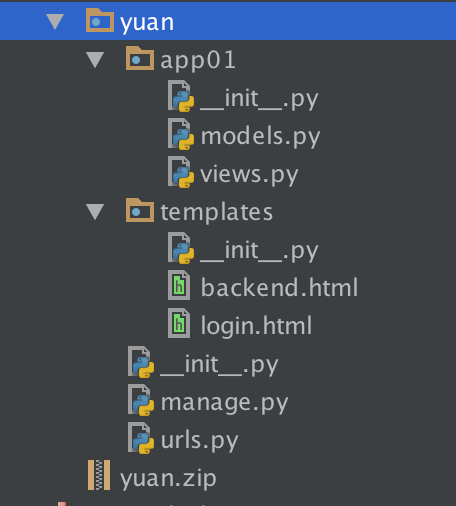 yuan
app01
__init__.py
models.py
views.py
templates
__init__.py
backend.html
login.html
__init__.py
manage.py
urls.py
yuan.zip